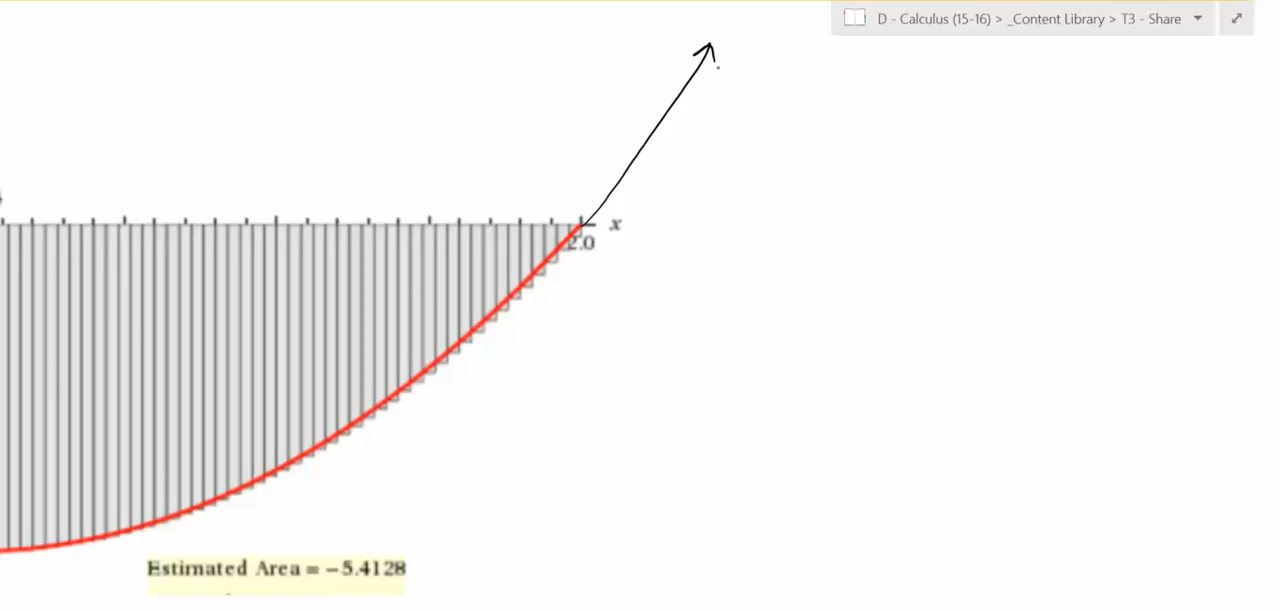 D - Calculus (15-16) > _Content Library > T3 - Share
x
2.0
Estimated Area = −5.4128